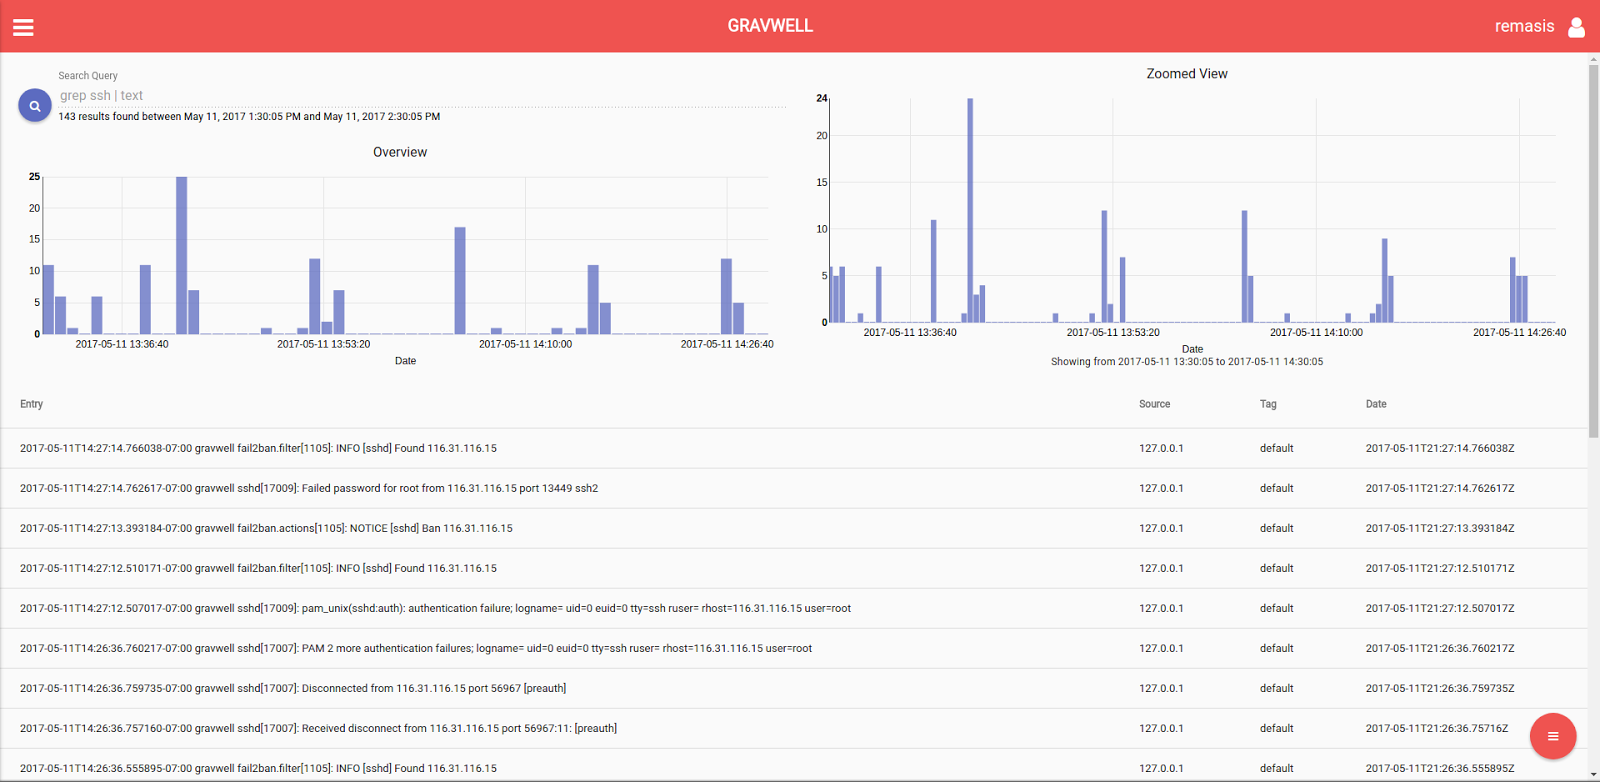 GRAVWELL
remasis
Search Query
grep ssh | text
143 results found between May 11, 2017 1:30:05 PM and May 11, 2017 2:30:05 PM
Overview
25
20
15
10
5
0
2017-05-11 13:36:40 2017-05-11 13:53:20 2017-05-11 14:10:00 2017-05-11 14:26:40
Date
Zoomed View
24
20
15
10
5
0
2017-05-11 13:36:40 2017-05-11 13:53:20 2017-05-11 14:10:00 2017-05-11 14:26:40
Date
Showing from 2017-05-11 13:30:05 to 2017-05-11 14:30:05
Entry Source Tag Date
2017-05-11T14:27:14.766038-07:00 gravwell fail2ban.filter[1105]: INFO [sshd] Found 116.31.116.15 127.0.0.1 default 2017-05-11T21:27:14.766038Z
2017-05-11T14:27:14.762617-07:00 gravwell sshd[17009]: Failed password for root from 116.31.116.15 port 13449 ssh2 127.0.0.1 default 2017-05-11T21:27:14.762617Z
2017-05-11T14:27:13.393184-07:00 gravwell fail2ban.actions[1105]: NOTICE [sshd] Ban 116.31.116.15 127.0.0.1 default 2017-05-11T21:27:13.393184Z
2017-05-11T14:27:12.510171-07:00 gravwell fail2ban.filter[1105]: INFO [sshd] Found 116.31.116.15 127.0.0.1 default 2017-05-11T21:27:12.510171Z
2017-05-11T14:27:12.507017-07:00 gravwell sshd[17009]: pam_unix(sshd:auth): authentication failure; logname= uid=0 euid=0 tty=ssh ruser= rhost=116.31.116.15 user=root 127.0.0.1 default 2017-05-11T21:27:12.507017Z
2017-05-11T14:26:36.760217-07:00 gravwell sshd[17007]: PAM 2 more authentication failures; logname= uid=0 euid=0 tty=ssh ruser= rhost=116.31.116.15 user=root 127.0.0.1 default 2017-05-11T21:26:36.760217Z
2017-05-11T14:26:36.759735-07:00 gravwell sshd[17007]: Disconnected from 116.31.116.15 port 56967 [preauth] 127.0.0.1 default 2017-05-11T21:26:36.759735Z
2017-05-11T14:26:36.757160-07:00 gravwell sshd[17007]: Received disconnect from 116.31.116.15 port 56967:11: [preauth] 127.0.0.1 default 2017-05-11T21:26:36.75716Z
2017-05-11T14:26:36.555895-07:00 gravwell fail2ban.filter[1105]: INFO [sshd] Found 116.31.116.15 127.0.0.1 default 2017-05-11T21:26:36.555895Z